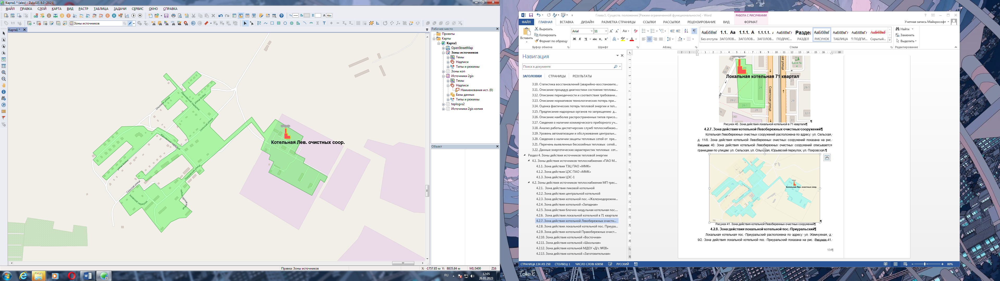 Карта1 * (alex) - ZuluGIS 8.0 (2021)
ФАЙЛ ПРАВКА СЛОЙ КАРТА ВИД РАСТР ТАБЛИЦА ЗАДАЧИ СЕРВИС ОКНО СПРАВКА
A Abc
1:1 Зоны источников
Карта1 *
Ольховая улица
Ивановский переулок
улица Бойко
Сельская улица
Юрьевский переулок
улица Бойко
Покровская улица
Сельская улица
Азовский переулок
Котельная Лев. очистных соор.
Рабочее место
Проекты
Карты
Карта1
OpenStreetMap
Зоны источников
Темы
Надписи
Типы и режимы
Зоны коп
Источники 2gis
Темы
Надписи
Наименования ист. (0)
Базы данных
Типы и режимы
teplogvs2
Источники 2gis копия
Объект
Правка: Зоны источников
X: -1757.85 м Y: 8835.84 м М1:5400 Z16
RU
12:05
26.01.2023
Глава 1. Существ. положение [Режим ограниченной функциональности] - Word
РАБОТА С РИСУНКАМИ
ФАЙЛ ГЛАВНАЯ ВСТАВКА ДИЗАЙН РАЗМЕТКА СТРАНИЦЫ ССЫЛКИ РАССЫЛКИ РЕЦЕНЗИРОВАНИЕ ВИД ФОРМАТ
Учетная запись Майкрософт
Вставить
Вырезать
Копировать
Формат по образцу
Буфер обмена
Arial 11
Шрифт
Абзац
Без отступа ЗАГОЛОВ... ЗАГОЛОВ... ЗАГОЛОВ... ПОДРИС... РАЗДЕЛ РИСУНОК ТАБЛИЦА ¶ ПОДПИ... Скрытый...
Стили
Найти
Заменить
Выделить
Редактирование
Навигация
Поиск в документе
ЗАГОЛОВКИ СТРАНИЦЫ РЕЗУЛЬТАТЫ
3.10. Статистика восстановлений (аварийно-восстановите...
3.11. Описание процедур диагностики состояния тепловы...
3.12. Описание периодичности и соответствия требовани...
3.13. Описание нормативов технологических потерь при...
3.14. Оценка фактических потерь тепловой энергии и теп...
3.15. Предписания надзорных органов по запрещению д...
3.16. Описание наиболее распространенных типов присо...
3.17. Сведения о наличии коммерческого приборного уч...
3.18. Анализ работы диспетчерских служб теплоснабжаю...
3.19. Уровень автоматизации и обслуживания центральн...
3.20. Сведения о наличии защиты тепловых сетей от пре...
3.21. Перечень выявленных бесхозяйных тепловых сетей...
3.22. Данные энергетических характеристик тепловых сет...
Раздел 4. Зоны действия источников тепловой энергии
4.1. Зоны действия источников теплоснабжения «ПАО М...
4.1.1. Зона действия ТЭЦ ПАО «ММК»
4.1.2. Зона действия ЦЭС ПАО «ММК»
4.1.3. Зона действия ЦЭС-1
4.2. Зоны действия источников теплоснабжения МП трес...
4.2.1. Зона действия пиковой котельной
4.2.2. Зона действия центральной котельной
4.2.3. Зона действия котельной пос. «Железнодорожни...
4.2.4. Зона действия котельной «Западная»
4.2.5. Зона действия блочно-модульная котельная пос....
4.2.6. Зона действия локальной котельной в 71 квартале
4.2.7. Зона действия котельной Левобережных очистн...
4.2.8. Зона действия локальной котельной пос. Приура...
4.2.9. Зона действия котельной Правобережных очист...
4.2.10. Зона действия котельной «Восточная»
4.2.11. Зона действия котельной «Школьная»
4.2.12. Зона действия котельной МДОУ «Д/с №28»
4.2.13. Зона действия котельной «Заготовительная»
Баня № 4
Локальная котельная 71 квартал
Советская улица
24
29
28/2
28/1
28
30
31
32/1
Рисунок 40. Зона действия локальной котельной в 71 квартале¶
4.2.7. Зона действия котельной Левобережных очистных сооружений¶
Котельная Левобережных очистных сооружений расположена по адресу: ул. Сельская,
д. 11/8. Зона действия котельной Левобережных очистных сооружений показана на рис.
Рисунок 40. Зона действия котельной Левобережных очистных сооружений описывается
границами по улицам: ул. Сельская, ул. Ольховая, Юрьевский переулок, ул. Покровская.¶
Котельная Лев. очистных соор.
Рисунок 41. Зона действия котельной Левобережных очистных сооружений¶
4.2.8. Зона действия локальной котельной пос. Приуральский¶
Локальная котельная пос. Приуральский расположена по адресу: ул. Жемчужная, д.
9/2. Зона действия локальной котельной пос. Приуральский показана на рис. Рисунок 41.
134¶
СТРАНИЦА 134 ИЗ 250 СТОЛБЕЦ: 1 ЧИСЛО СЛОВ: 63058 РУССКИЙ 80%